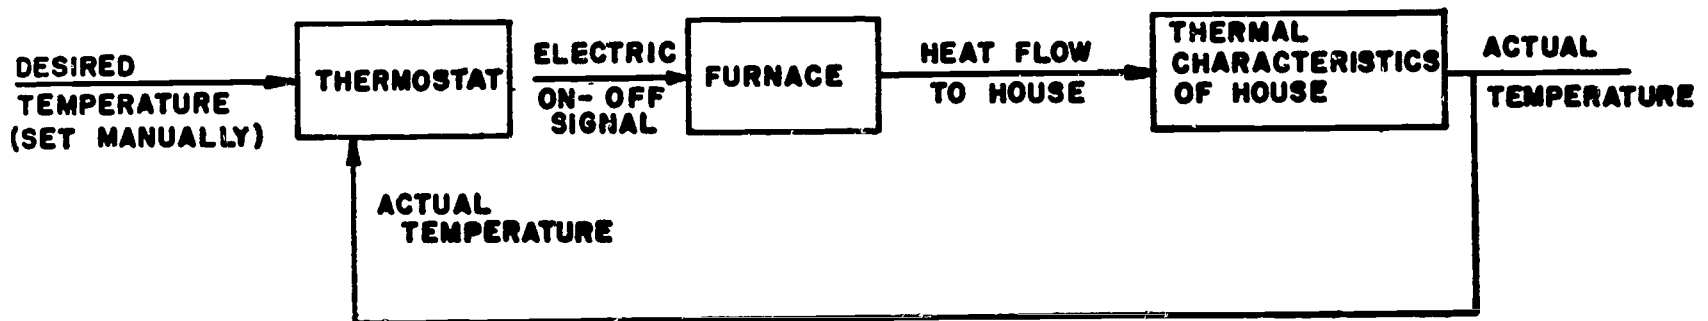 DESIRED
TEMPERATURE
(SET MANUALLY)
THERMOSTAT
ELECTRIC
ON-OFF
SIGNAL
FURNACE
HEAT FLOW
TO HOUSE
THERMAL
CHARACTERISTICS
OF HOUSE
ACTUAL
TEMPERATURE
ACTUAL
TEMPERATURE